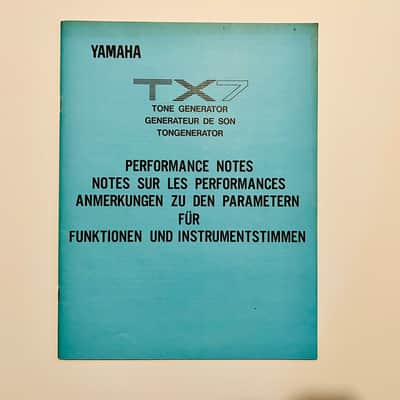 YAMAHA
TX7
TONE GENERATOR
GENERATEUR DE SON
TONGENERATOR
PERFORMANCE NOTES
NOTES SUR LES PERFORMANCES
ANMERKUNGEN ZU DEN PARAMETERN
FÜR
FUNKTIONEN UND INSTRUMENTSTIMMEN